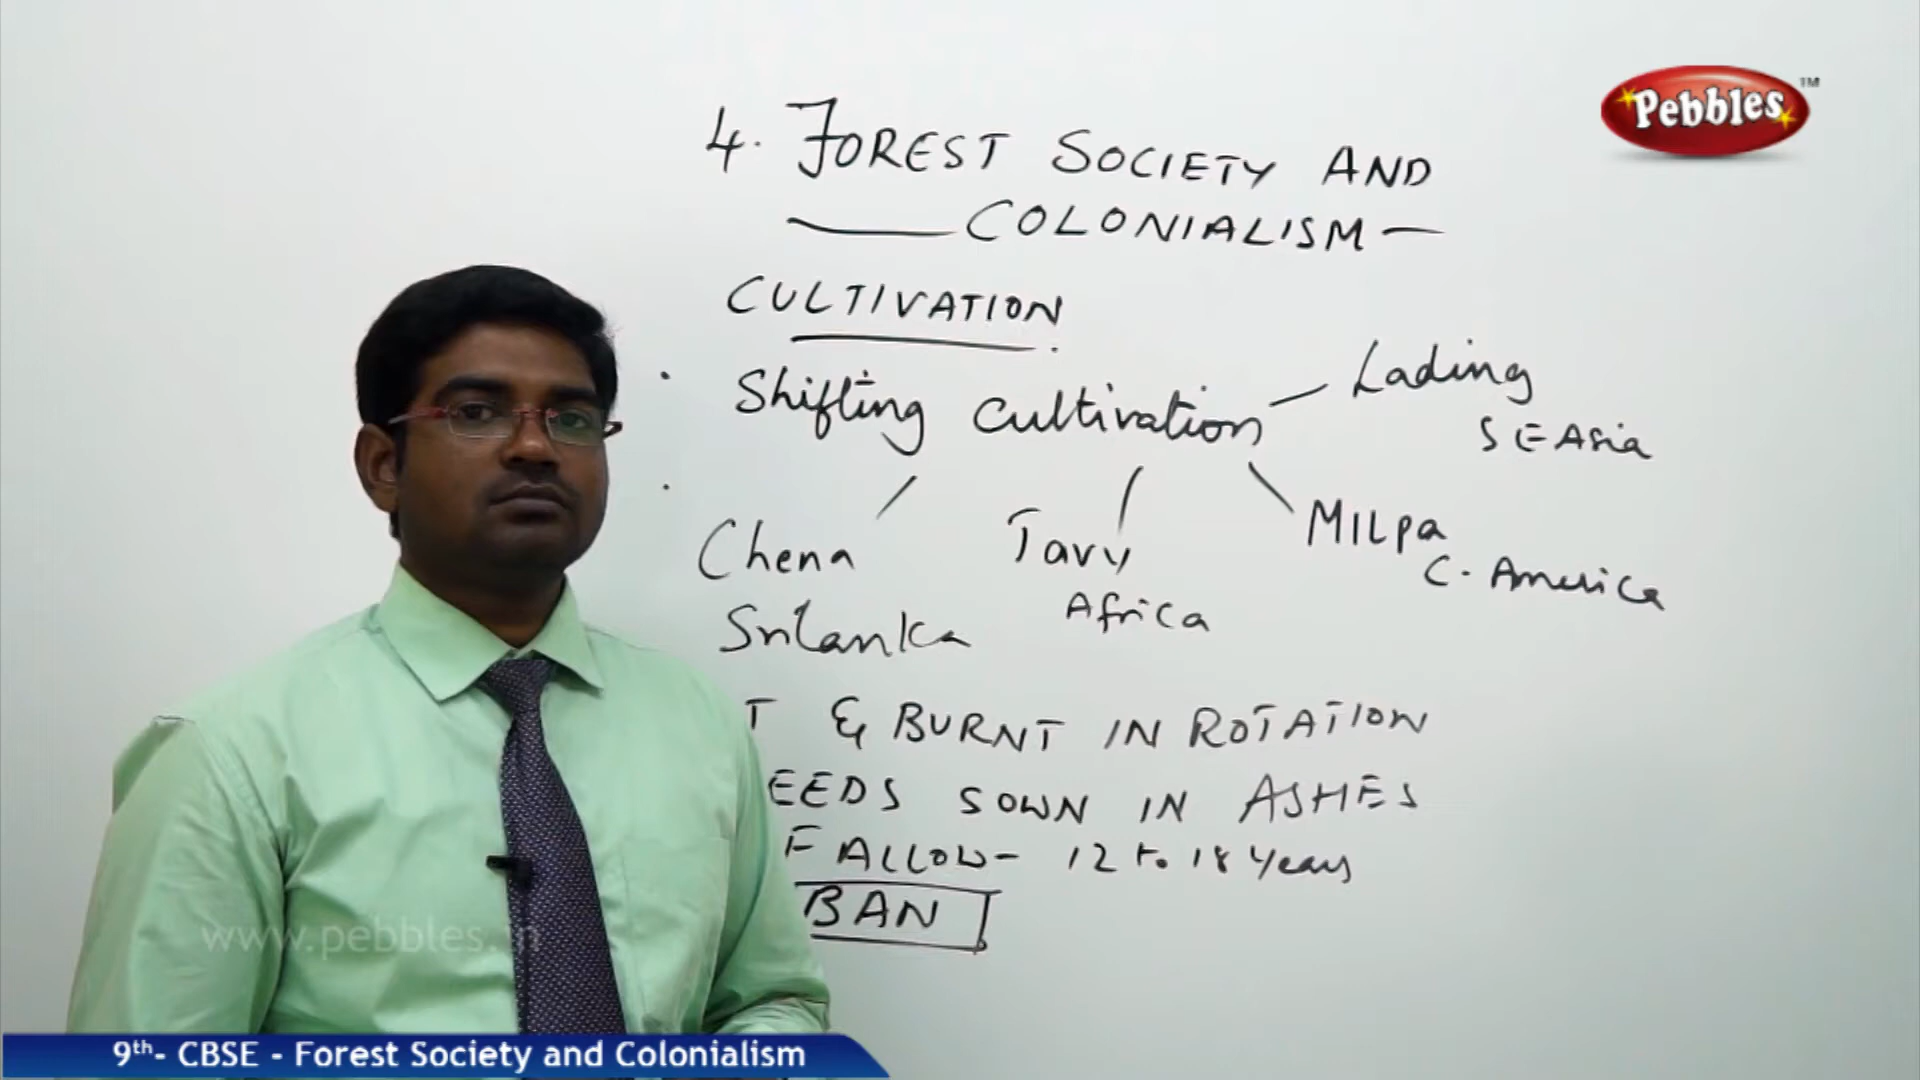 Pebbles™
4. FOREST SOCIETY AND
COLONIALISM
CULTIVATION
Shifting Cultivation
Lading
S E Asia
Chena
Srilanka
Tavy
Africa
MILpa
C. America
T & BURNT IN ROTATION
EEDS SOWN IN ASHES
FALLOW - 12 to 18 years
BAN
www.pebbles.in
9th- CBSE - Forest Society and Colonialism